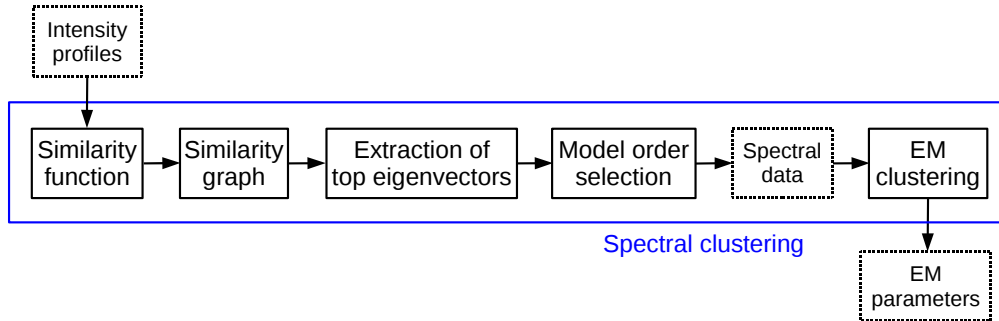 Intensity
profiles
Similarity
function
Similarity
graph
Extraction of
top eigenvectors
Model order
selection
Spectral
data
EM
clustering
Spectral clustering
EM
parameters